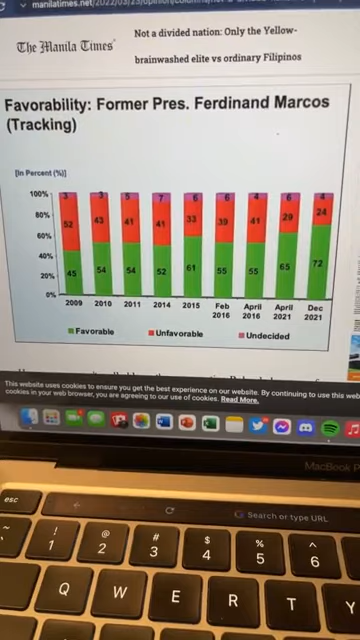 manilatimes.net/2022/03/23/opinion/columns/
The Manila Times
Not a divided nation: Only the Yellow-
brainwashed elite vs ordinary Filipinos
Favorability: Former Pres. Ferdinand Marcos
(Tracking)
[In Percent (%)]
100%
80%
60%
40%
20%
0%
3 3 5 7 6 6 4 6 4
52 43 41 41 33 39 41 29 24
45 54 54 52 61 55 55 65 72
2009 2010 2011 2014 2015 Feb 2016 April 2016 April 2021 Dec 2021
Favorable Unfavorable Undecided
This website uses cookies to ensure you get the best experience on our website. By continuing to use this web
cookies in your web browser, you are agreeing to our use of cookies. Read More.
MacBook P
esc
Search or type URL
~ ! @ # $ % ^
1 2 3 4 5 6
Q W E R T Y